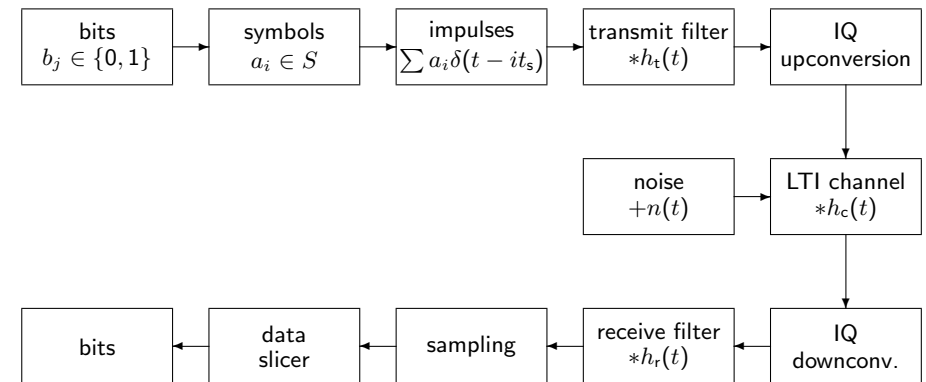 bits
b_j ∈ {0, 1}
symbols
a_i ∈ S
impulses
∑ a_iδ(t − it_s)
transmit filter
∗h_t(t)
IQ
upconversion
noise
+n(t)
LTI channel
∗h_c(t)
bits
data
slicer
sampling
receive filter
∗h_r(t)
IQ
downconv.